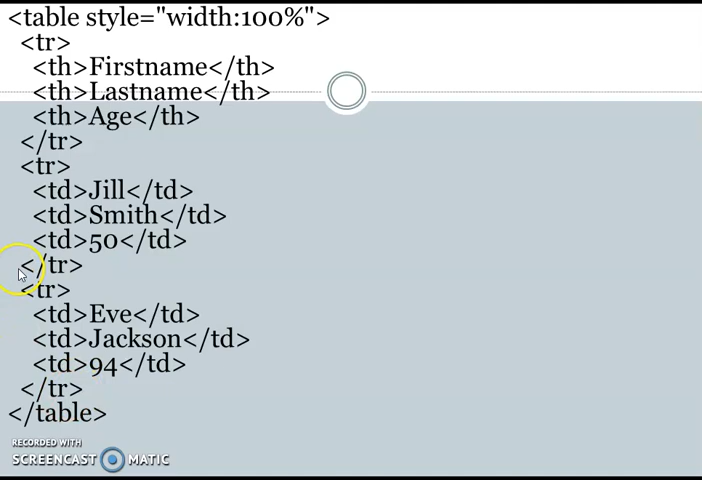 <table style="width:100%">
<tr>
<th>Firstname</th>
<th>Lastname</th>
<th>Age</th>
</tr>
<tr>
<td>Jill</td>
<td>Smith</td>
<td>50</td>
</tr>
<tr>
<td>Eve</td>
<td>Jackson</td>
<td>94</td>
</tr>
</table>
RECORDED WITH
SCREENCAST MATIC